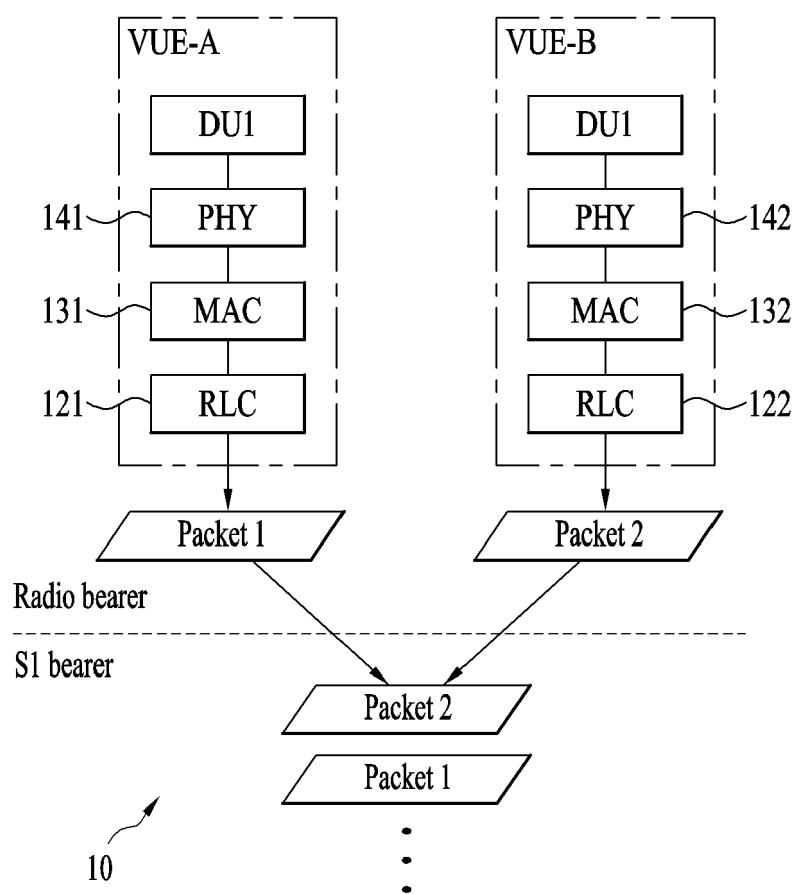 VUE-A
VUE-B
DU1
DU1
141
PHY
PHY
142
131
MAC
MAC
132
121
RLC
RLC
122
Packet 1
Packet 2
Radio bearer
S1 bearer
Packet 2
Packet 1
10